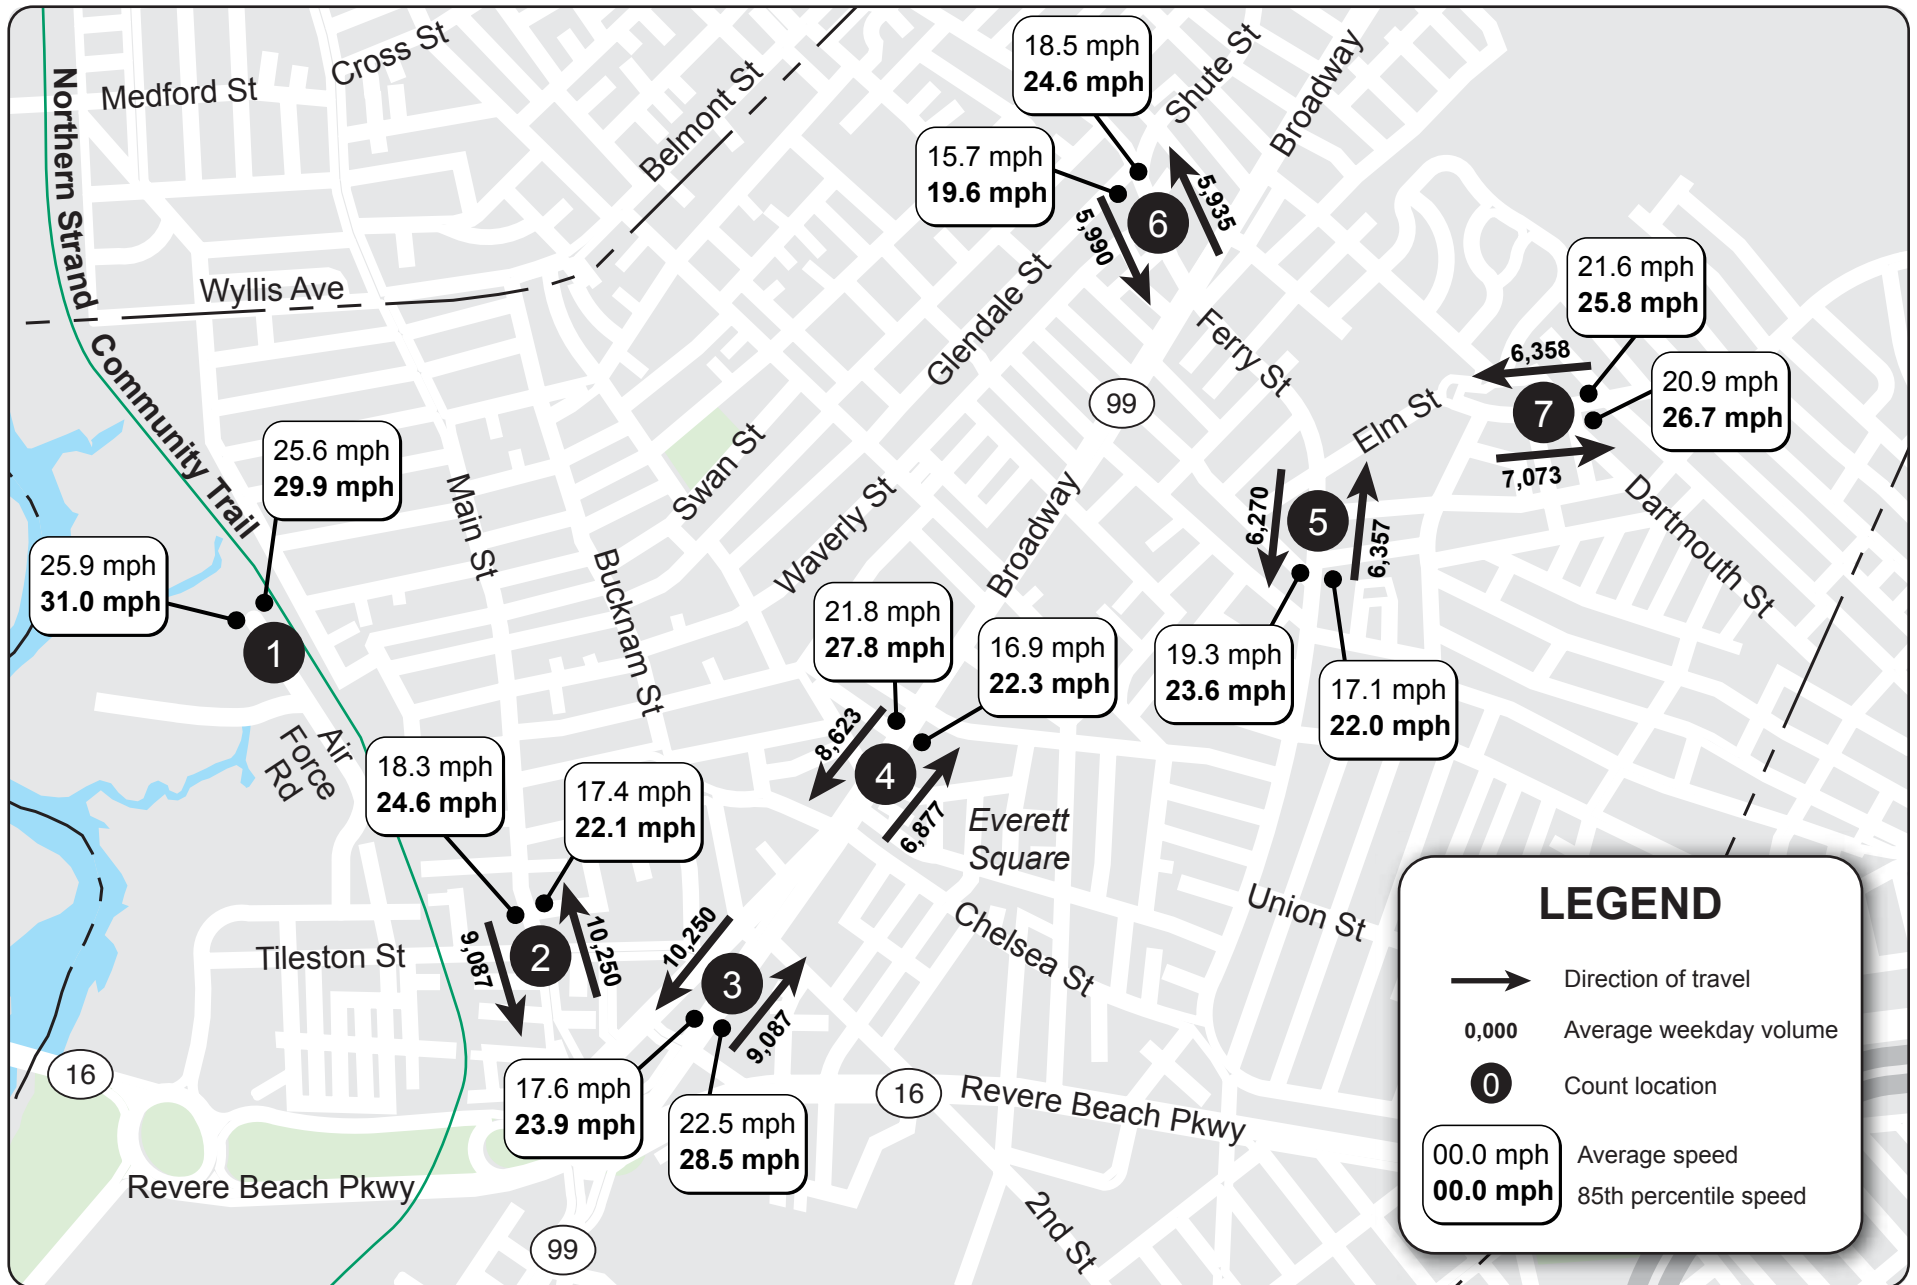 Northern Strand
Community Trail
Medford St
Cross St
Belmont St
Wyllis Ave
18.5 mph
24.6 mph
15.7 mph
19.6 mph
Shute St
Broadway
5,990
6
5,935
Glendale St
Ferry St
99
21.6 mph
25.8 mph
6,358
20.9 mph
26.7 mph
7
7,073
Elm St
Dartmouth St
25.6 mph
29.9 mph
25.9 mph
31.0 mph
1
Main St
Bucknam St
Swan St
Waverly St
Broadway
6,270
5
6,357
19.3 mph
23.6 mph
17.1 mph
22.0 mph
21.8 mph
27.8 mph
16.9 mph
22.3 mph
8,623
4
6,877
Everett
Square
Air
Force
Rd
18.3 mph
24.6 mph
17.4 mph
22.1 mph
9,087
2
10,250
10,250
3
9,087
Tileston St
Chelsea St
Union St
17.6 mph
23.9 mph
22.5 mph
28.5 mph
16
16
Revere Beach Pkwy
Revere Beach Pkwy
99
2nd St
LEGEND
Direction of travel
0,000 Average weekday volume
0 Count location
00.0 mph Average speed
00.0 mph 85th percentile speed